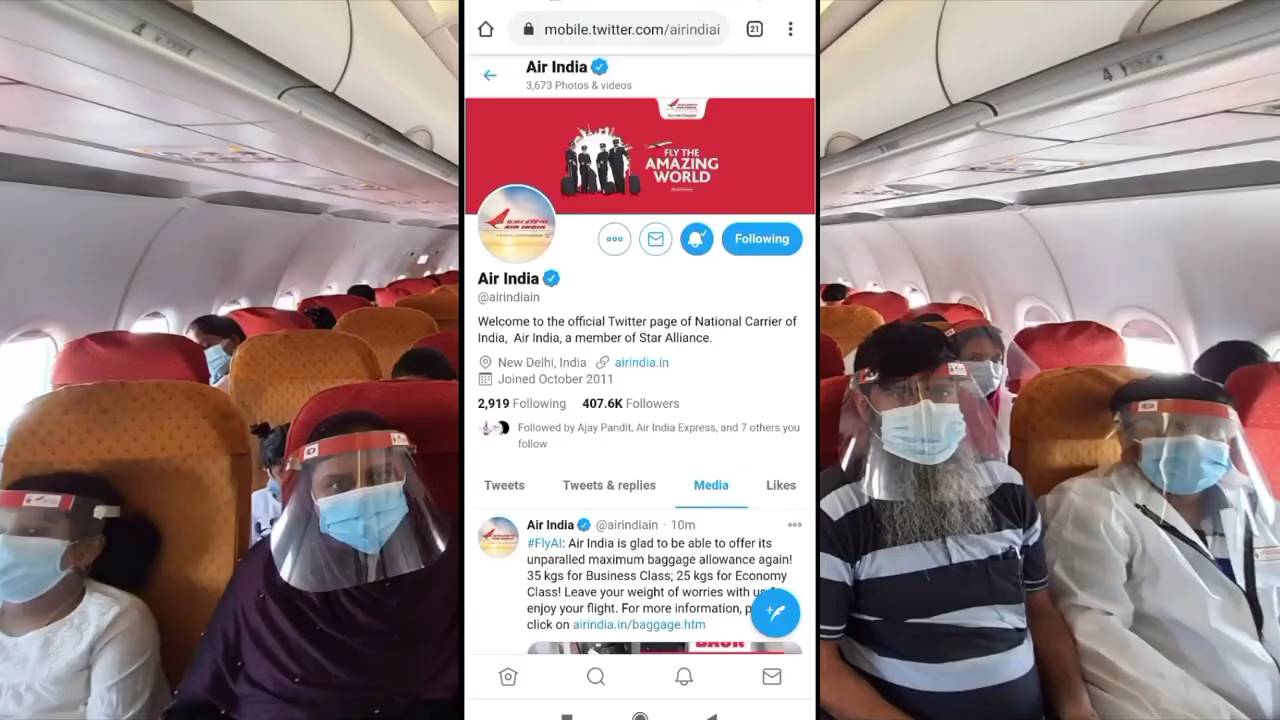 mobile.twitter.com/airindiai
21
Air India
3,673 Photos & videos
FLY THE
AMAZING
WORLD
AIR INDIA
Following
Air India
@airindiain
Welcome to the official Twitter page of National Carrier of
India, Air India, a member of Star Alliance.
New Delhi, India airindia.in
Joined October 2011
2,919 Following 407.6K Followers
Followed by Ajay Pandit, Air India Express, and 7 others you
follow
Tweets Tweets & replies Media Likes
Air India @airindiain · 10m
#FlyAI: Air India is glad to be able to offer its
unparalled maximum baggage allowance again!
35 kgs for Business Class; 25 kgs for Economy
Class! Leave your weight of worries with us
enjoy your flight. For more information, p
click on airindia.in/baggage.htm
4